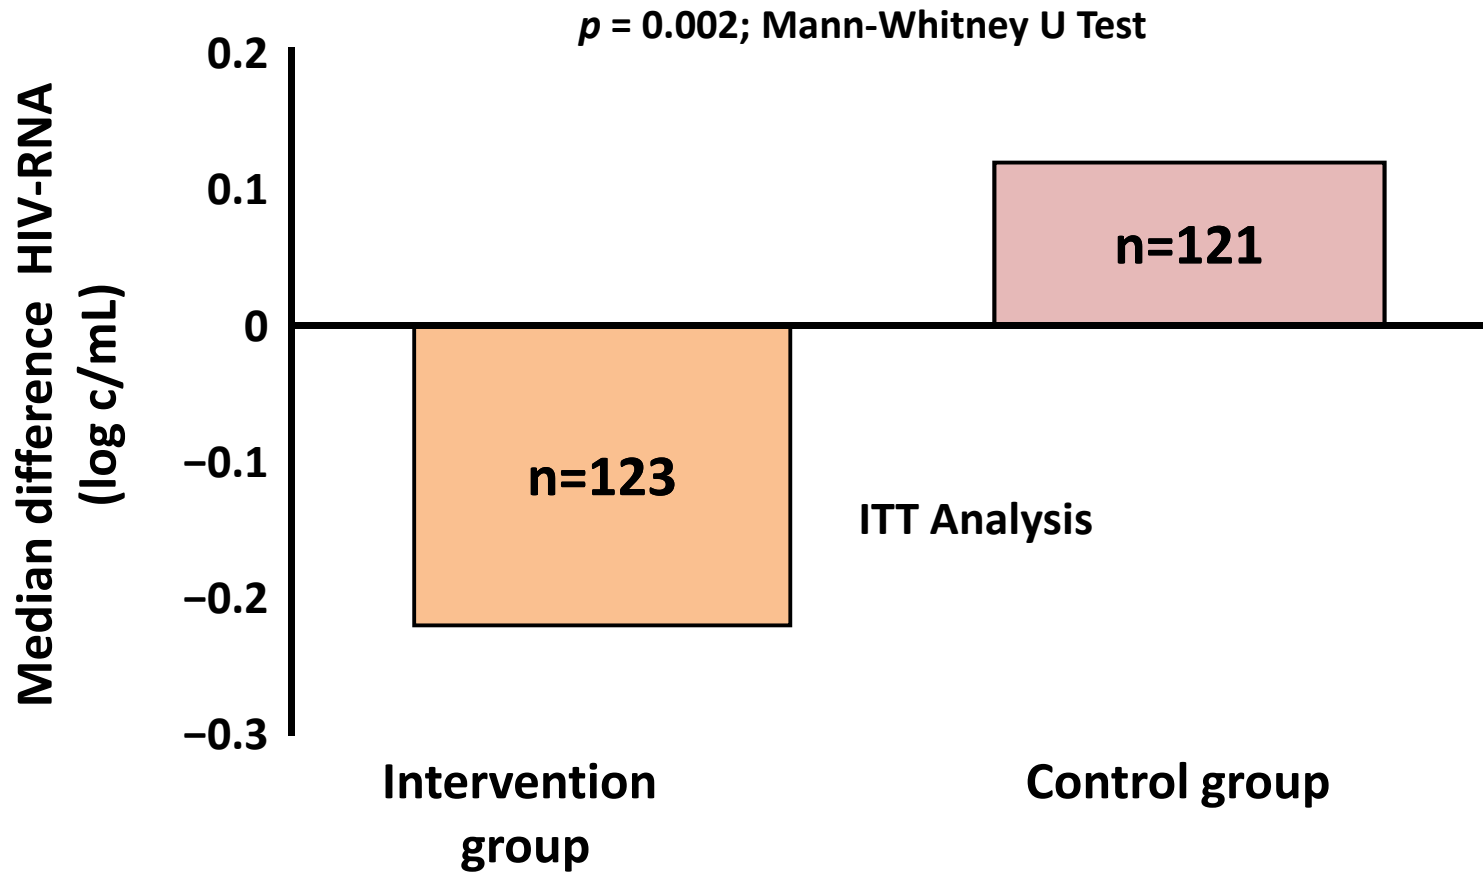 p = 0.002; Mann-Whitney U Test
Median difference HIV-RNA
(log c/mL)
0.2
0.1
0
−0.1
−0.2
−0.3
n=121
n=123
ITT Analysis
Intervention
group
Control group